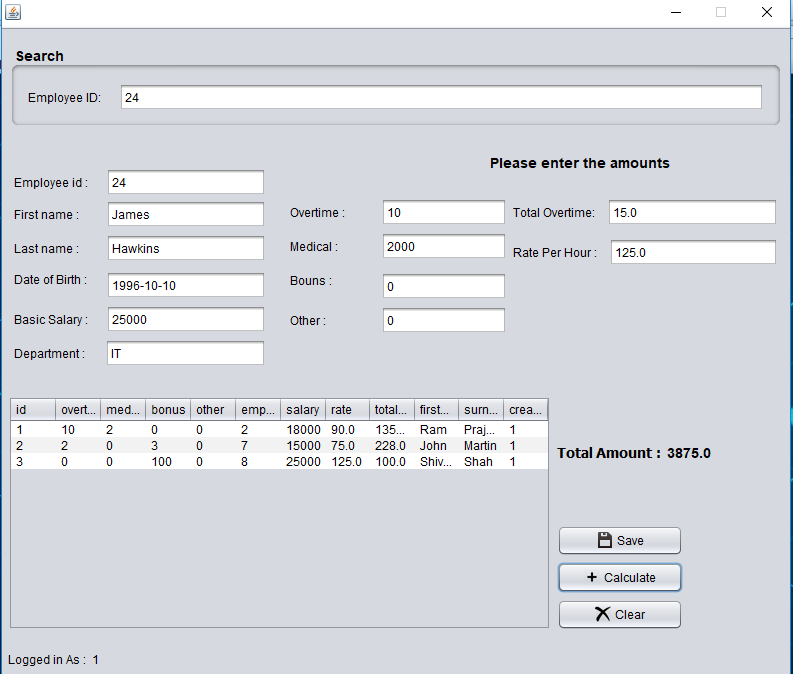 Search
Employee ID: 24
Please enter the amounts
Employee id : 24
First name : James Overtime : 10 Total Overtime: 15.0
Last name : Hawkins Medical : 2000 Rate Per Hour : 125.0
Date of Birth : 1996-10-10 Bouns : 0
Basic Salary : 25000 Other : 0
Department : IT
id overt... med... bonus other emp... salary rate total... first... surn... crea...
1 10 2 0 0 2 18000 90.0 135... Ram Praj... 1
2 2 0 3 0 7 15000 75.0 228.0 John Martin 1
3 0 0 100 0 8 25000 125.0 100.0 Shiv... Shah 1
Total Amount : 3875.0
Save
+ Calculate
Clear
Logged in As : 1